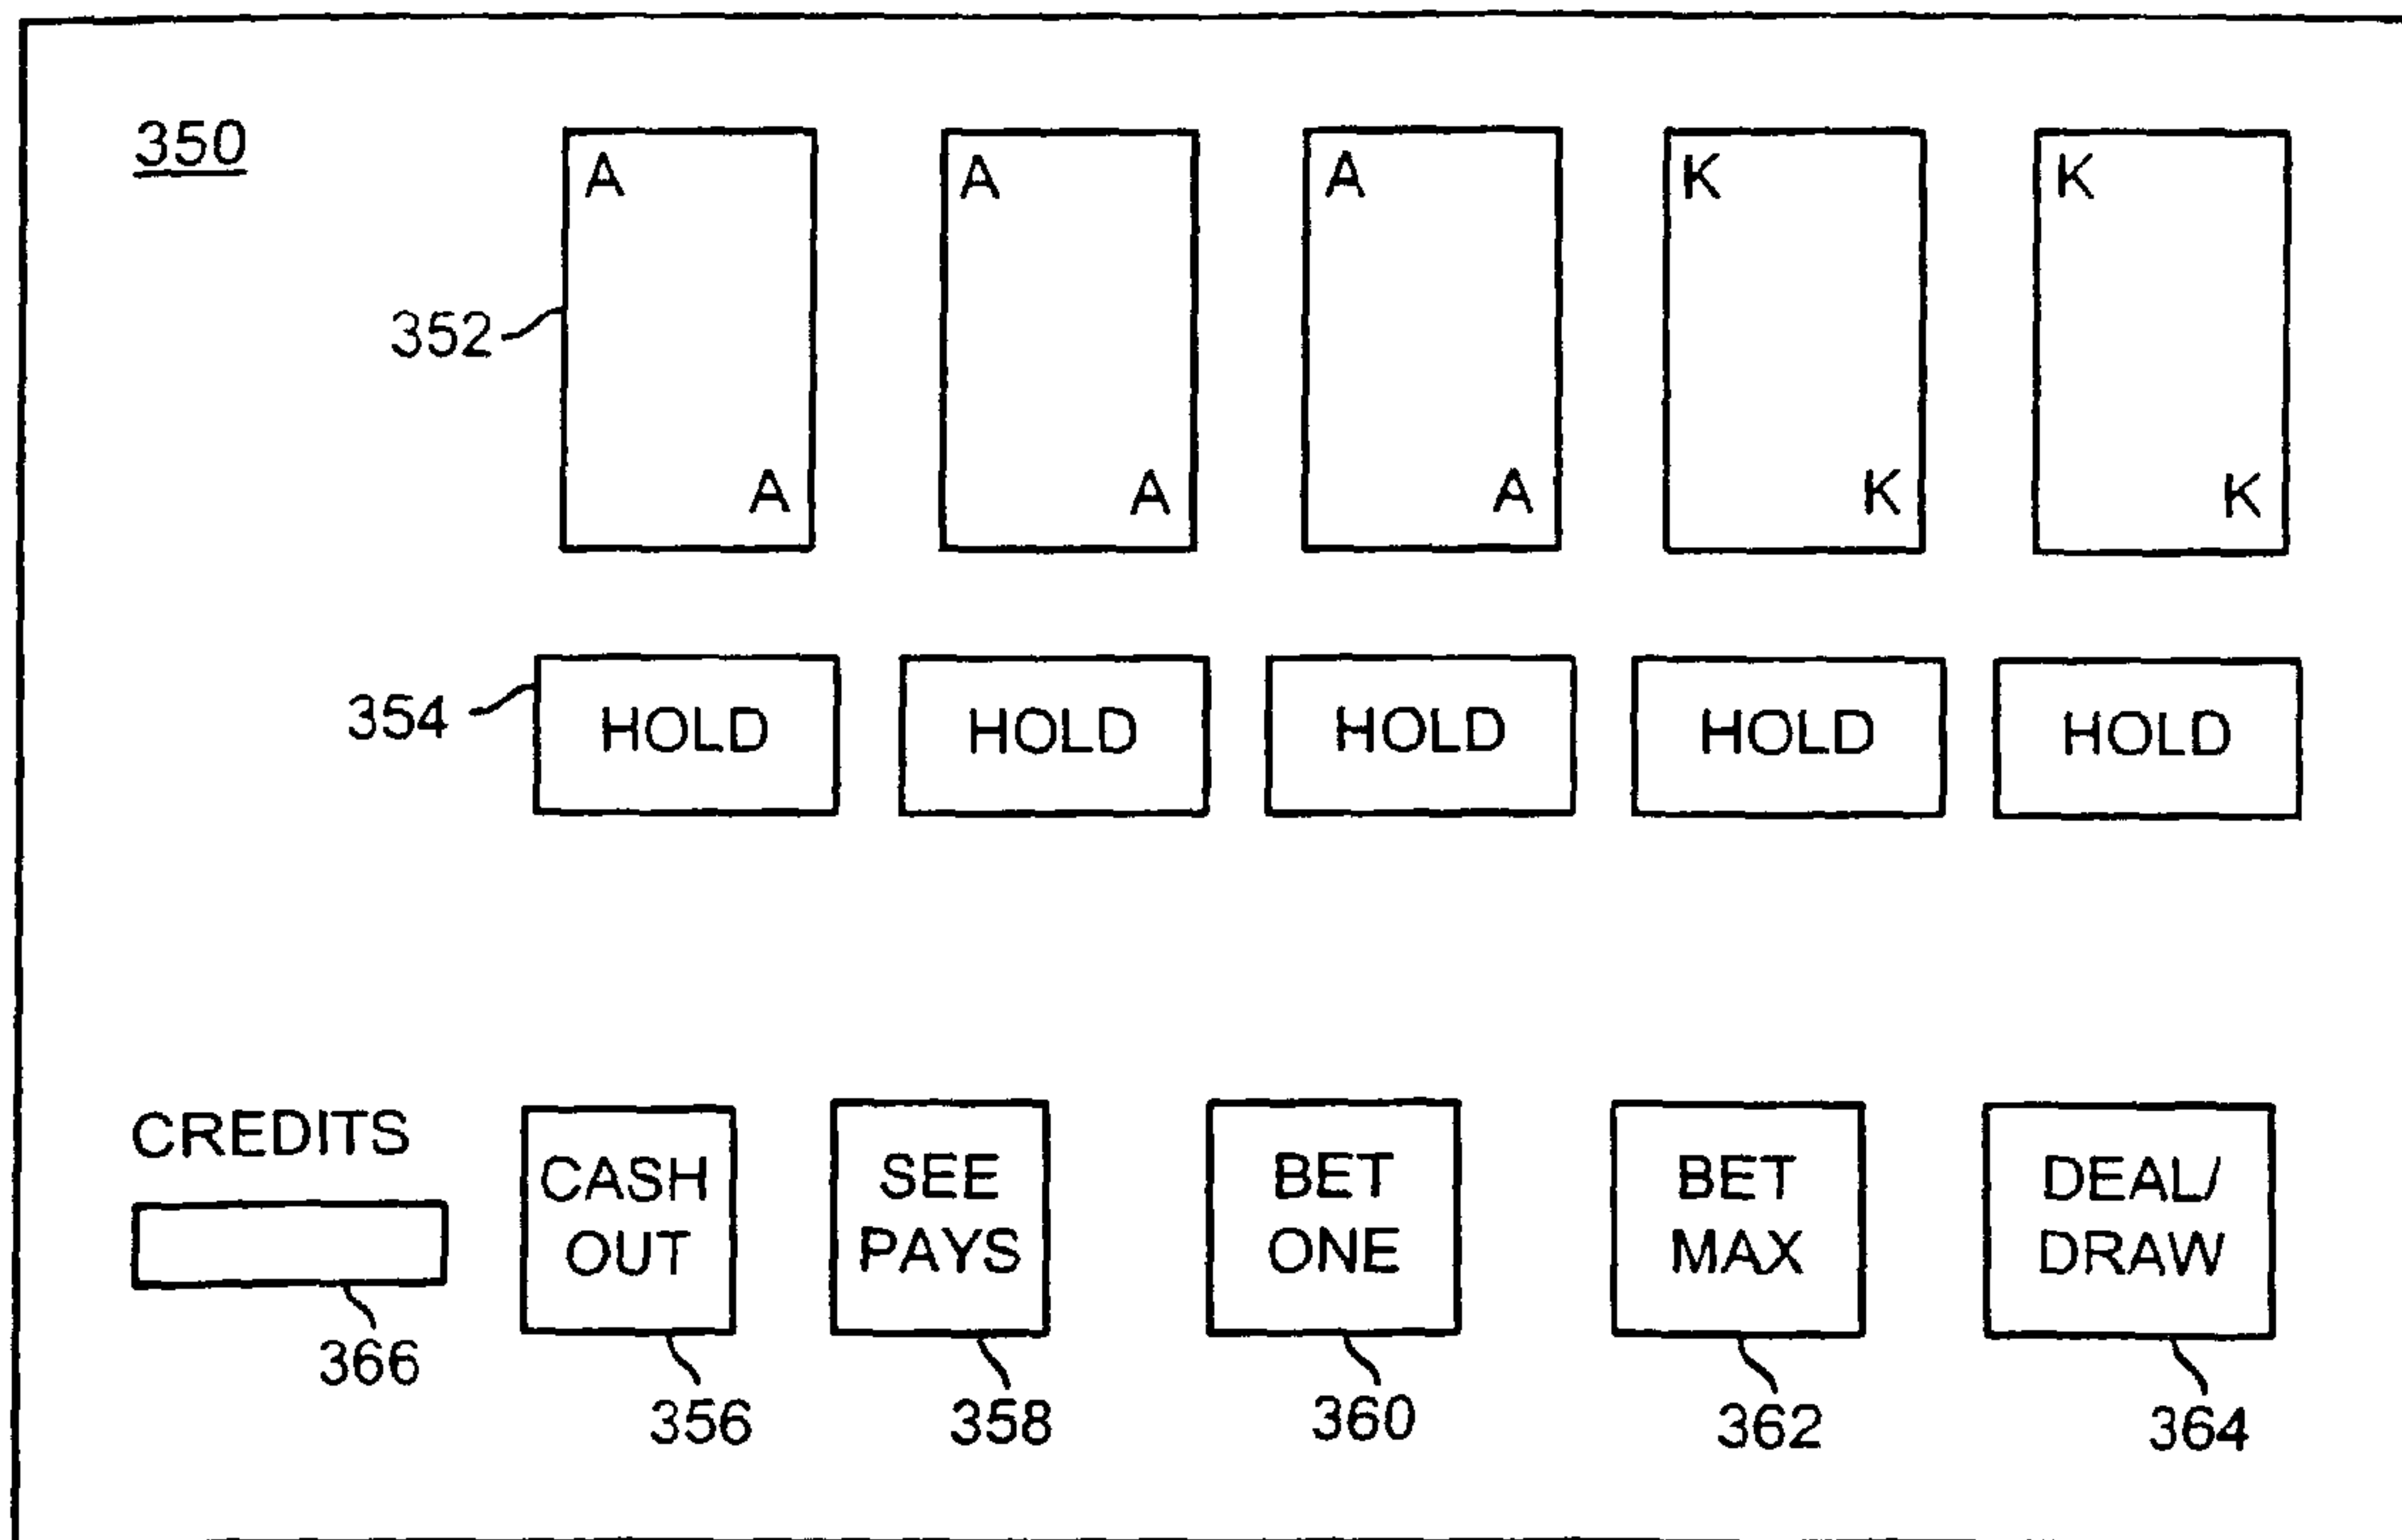 350
A A A K K
352
A A A K K
354
HOLD HOLD HOLD HOLD HOLD
CREDITS
CASH OUT
SEE PAYS
BET ONE
BET MAX
DEAL/ DRAW
366
356
358
360
362
364